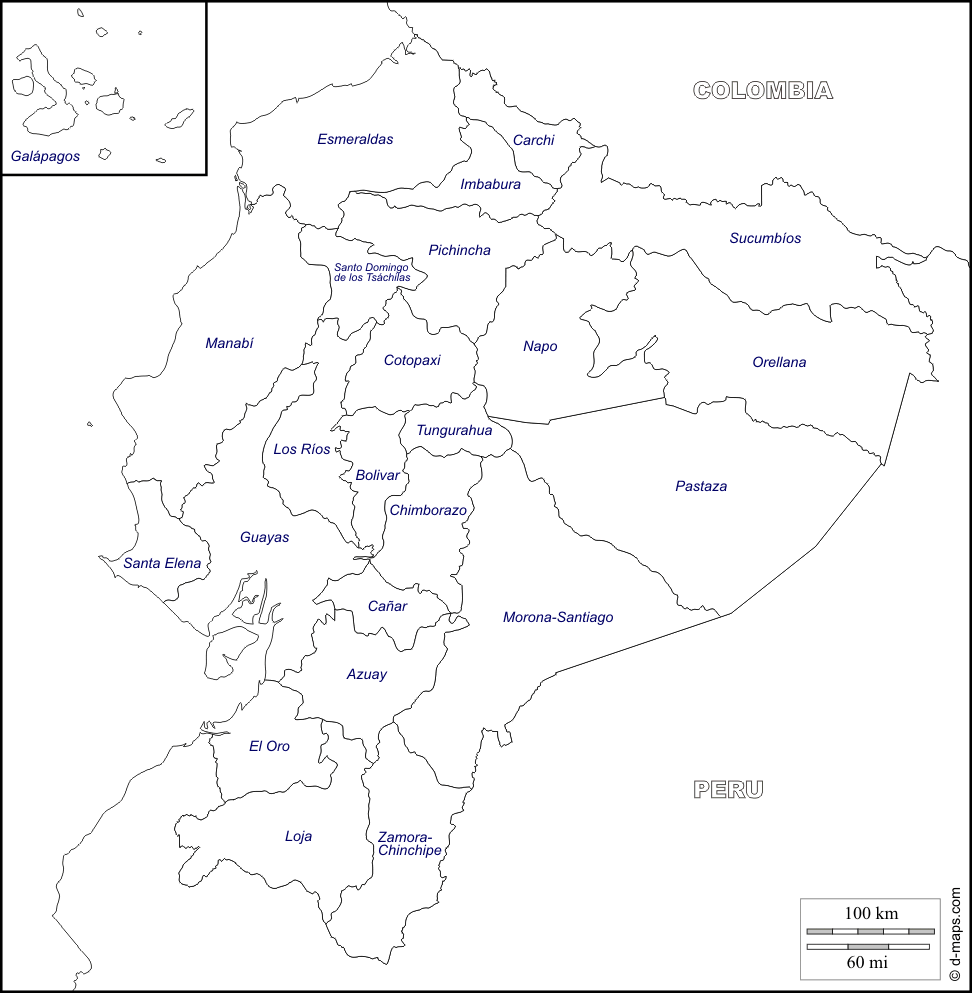 COLOMBIA
Esmeraldas
Carchi
Galápagos
Imbabura
Sucumbíos
Pichincha
Santo Domingo
de los Tsáchilas
Manabí
Napo
Cotopaxi
Orellana
Tungurahua
Los Ríos
Bolivar
Pastaza
Chimborazo
Guayas
Santa Elena
Cañar
Morona-Santiago
Azuay
El Oro
PERU
Loja
Zamora-
Chinchipe
100 km
60 mi
© d-maps.com